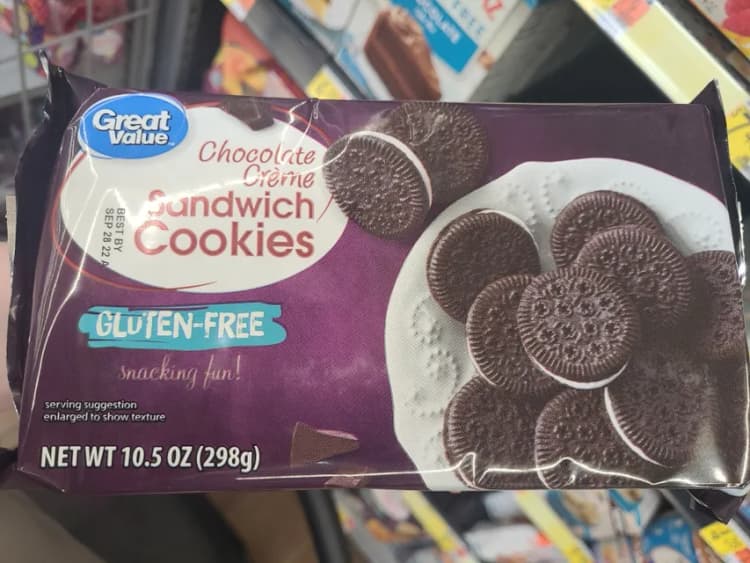 Great
Value
Chocolate
Crème
Sandwich
Cookies
BEST BY
SEP 28 22 A
GLUTEN-FREE
snacking fun!
serving suggestion
enlarged to show texture
NET WT 10.5 OZ (298g)
FREE